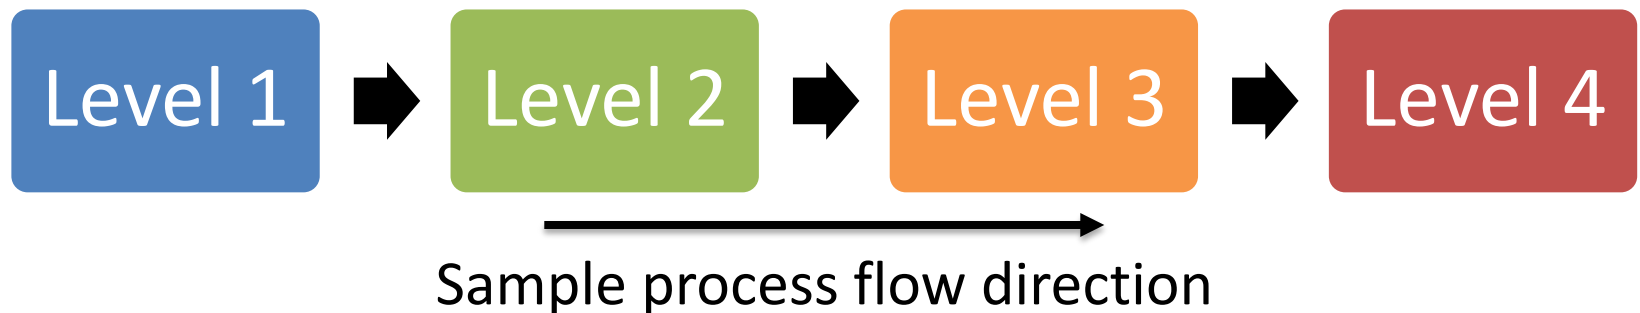 Level 1
Level 2
Level 3
Level 4
Sample process flow direction